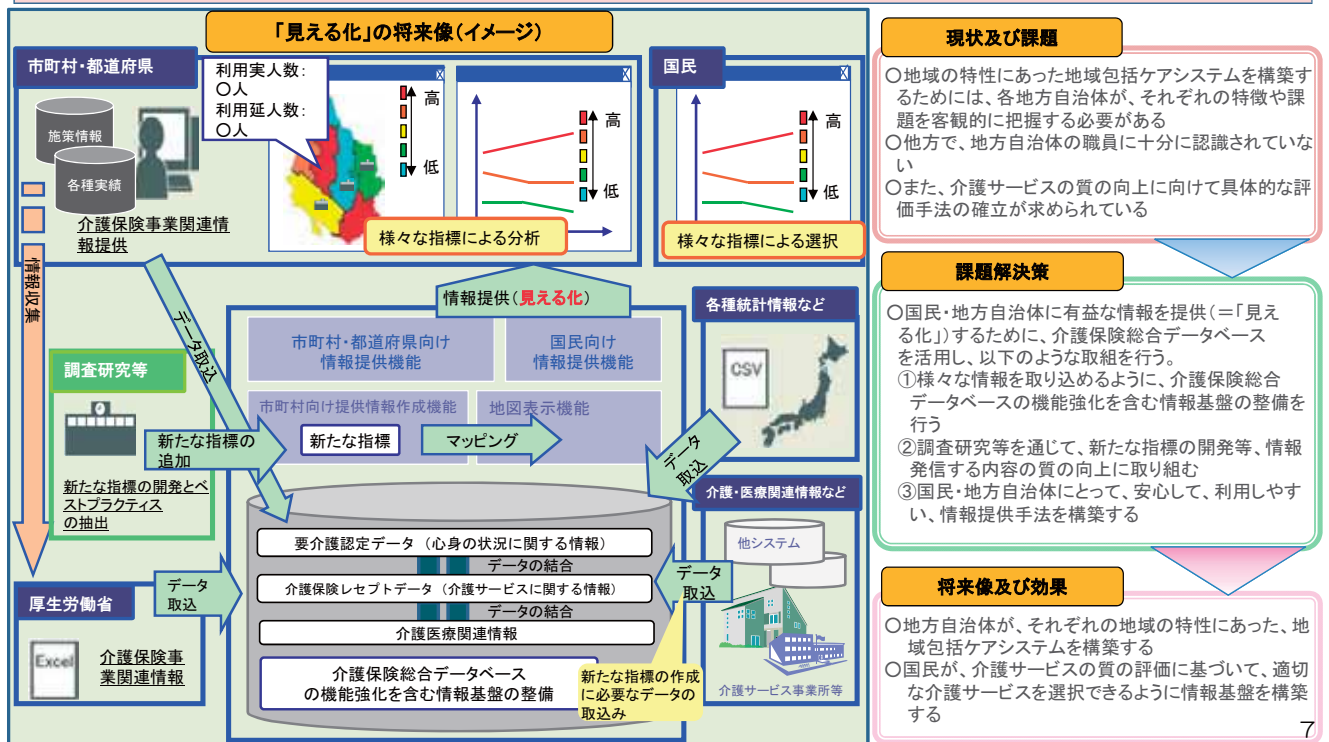 「見える化」の将来像(イメージ)
市町村・都道府県
施策情報
各種実績
介護保険事業関連情
報提供
利用実人数:
〇人
利用延人数:
〇人
高
低
高
低
様々な指標による分析
国民
高
低
様々な指標による選択
情報収集
データ取込
情報提供(見える化)
市町村・都道府県向け
情報提供機能
国民向け
情報提供機能
市町村向け提供情報作成機能
地図表示機能
新たな指標
マッピング
調査研究等
新たな指標の
追加
新たな指標の開発とベ
ストプラクティス
の抽出
各種統計情報など
CSV
データ
取込
介護・医療関連情報など
他システム
介護サービス事業所等
データ
取込
要介護認定データ(心身の状況に関する情報)
データの結合
介護保険レセプトデータ(介護サービスに関する情報)
データの結合
介護医療関連情報
介護保険総合データベース
の機能強化を含む情報基盤の整備
新たな指標の作成
に必要なデータの
取込み
厚生労働省
データ
取込
Excel
介護保険事
業関連情報
現状及び課題
〇地域の特性にあった地域包括ケアシステムを構築す
るためには、各地方自治体が、それぞれの特徴や課
題を客観的に把握する必要がある
〇他方で、地方自治体の職員に十分に認識されていな
い
〇また、介護サービスの質の向上に向けて具体的な評
価手法の確立が求められている
課題解決策
〇国民・地方自治体に有益な情報を提供(=「見え
る化」)するために、介護保険総合データベース
を活用し、以下のような取組を行う。
①様々な情報を取り込めるように、介護保険総合
データベースの機能強化を含む情報基盤の整備を
行う
②調査研究等を通じて、新たな指標の開発等、情報
発信する内容の質の向上に取り組む
③国民・地方自治体にとって、安心して、利用しやす
い、情報提供手法を構築する
将来像及び効果
〇地方自治体が、それぞれの地域の特性にあった、地
域包括ケアシステムを構築する
〇国民が、介護サービスの質の評価に基づいて、適切
な介護サービスを選択できるように情報基盤を構築
する
7